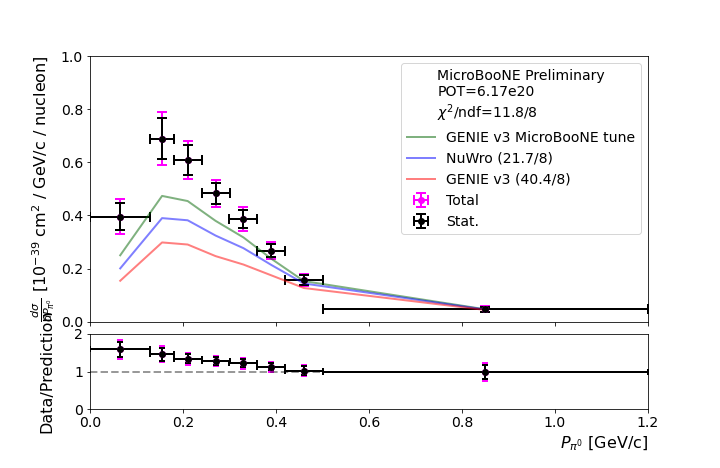 MicroBooNE Preliminary
POT=6.17e20
χ²/ndf=11.8/8
GENIE v3 MicroBooNE tune
NuWro (21.7/8)
GENIE v3 (40.4/8)
Total
Stat.
dσ/dp_π⁰ [10⁻³⁹ cm² / GeV/c / nucleon]
1.0
0.8
0.6
0.4
0.2
0.0
Data/Prediction
2
1
0
0.0 0.2 0.4 0.6 0.8 1.0 1.2
P_π⁰ [GeV/c]